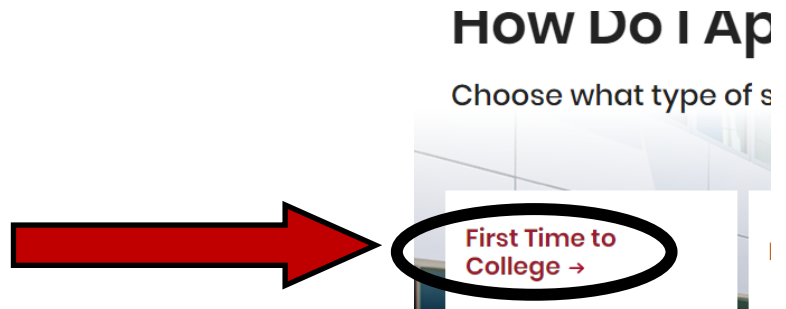 How Do I Ap
Choose what type of s
First Time to
College →